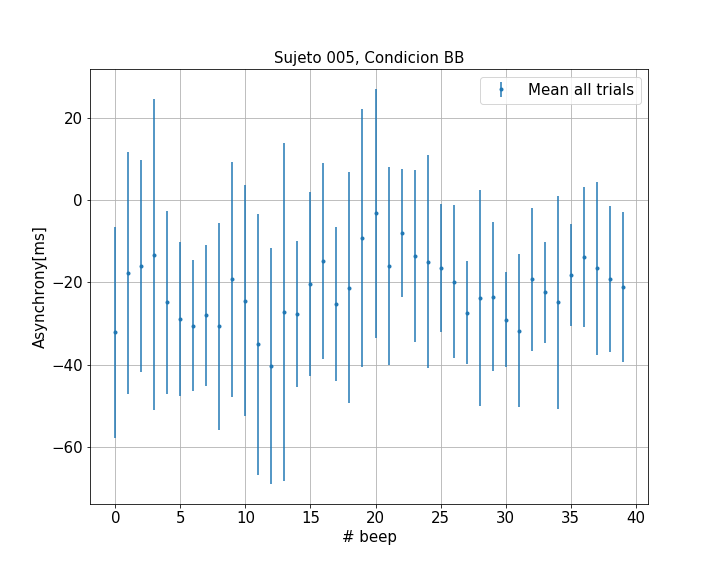 Sujeto 005, Condicion BB
Mean all trials
Asynchrony[ms]
20
0
−20
−40
−60
0 5 10 15 20 25 30 35 40
# beep